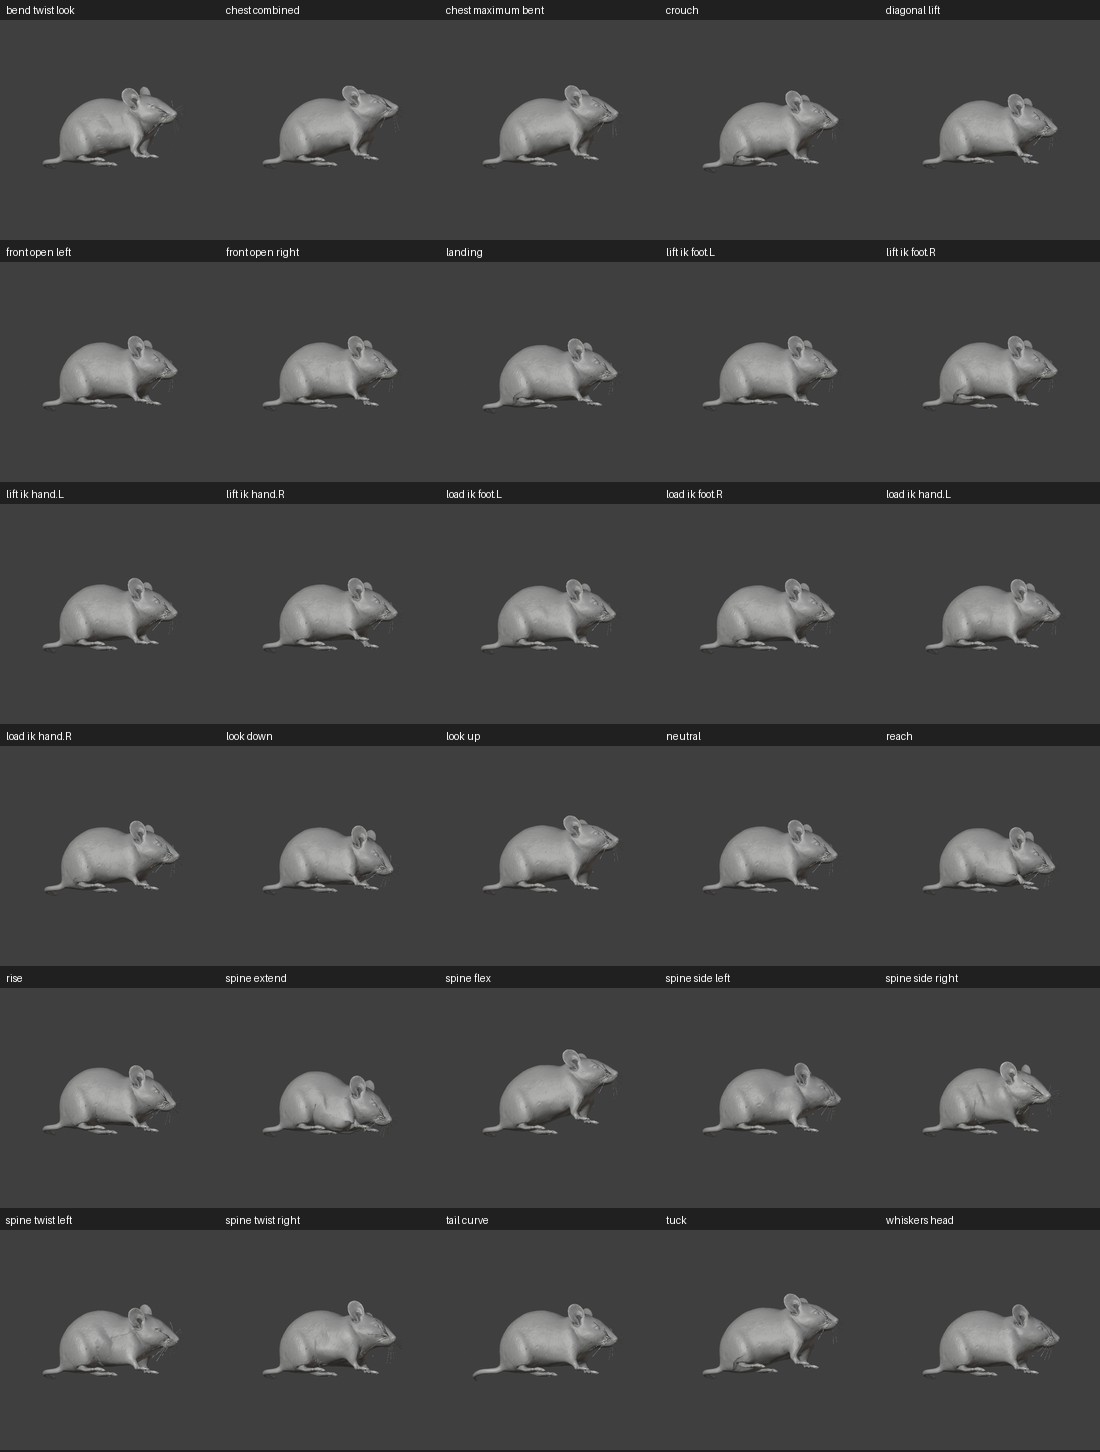 bend twist look
chest combined
chest maximum bent
crouch
diagonal lift
front open left
front open right
landing
lift ik foot.L
lift ik foot.R
lift ik hand.L
lift ik hand.R
load ik foot.L
load ik foot.R
load ik hand.L
load ik hand.R
look down
look up
neutral
reach
rise
spine extend
spine flex
spine side left
spine side right
spine twist left
spine twist right
tail curve
tuck
whiskers head